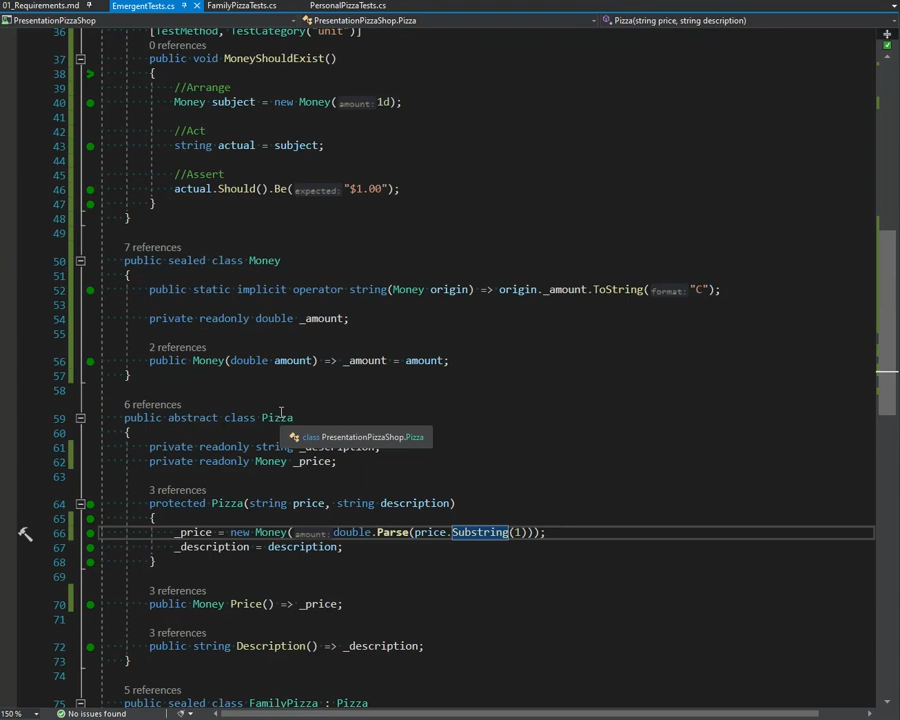 01_Requirements.md
EmergentTests.cs
FamilyPizzaTests.cs
PersonalPizzaTests.cs
PresentationPizzaShop
PresentationPizzaShop.Pizza
Pizza(string price, string description)
36 [TestMethod, TestCategory("unit")]
0 references
37 public void MoneyShouldExist()
38 {
39 //Arrange
40 Money subject = new Money(amount: 1d);
41
42 //Act
43 string actual = subject;
44
45 //Assert
46 actual.Should().Be(expected: "$1.00");
47 }
48 }
49
7 references
50 public sealed class Money
51 {
52 public static implicit operator string(Money origin) => origin._amount.ToString(format: "C");
53
54 private readonly double _amount;
55
2 references
56 public Money(double amount) => _amount = amount;
57 }
58
6 references
59 public abstract class Pizza
60 {
class PresentationPizzaShop.Pizza
61 private readonly string _description;
62 private readonly Money _price;
63
3 references
64 protected Pizza(string price, string description)
65 {
66 _price = new Money(amount: double.Parse(price.Substring(1)));
67 _description = description;
68 }
69
3 references
70 public Money Price() => _price;
71
3 references
72 public string Description() => _description;
73 }
74
5 references
75 public sealed class FamilyPizza : Pizza
150 %
No issues found